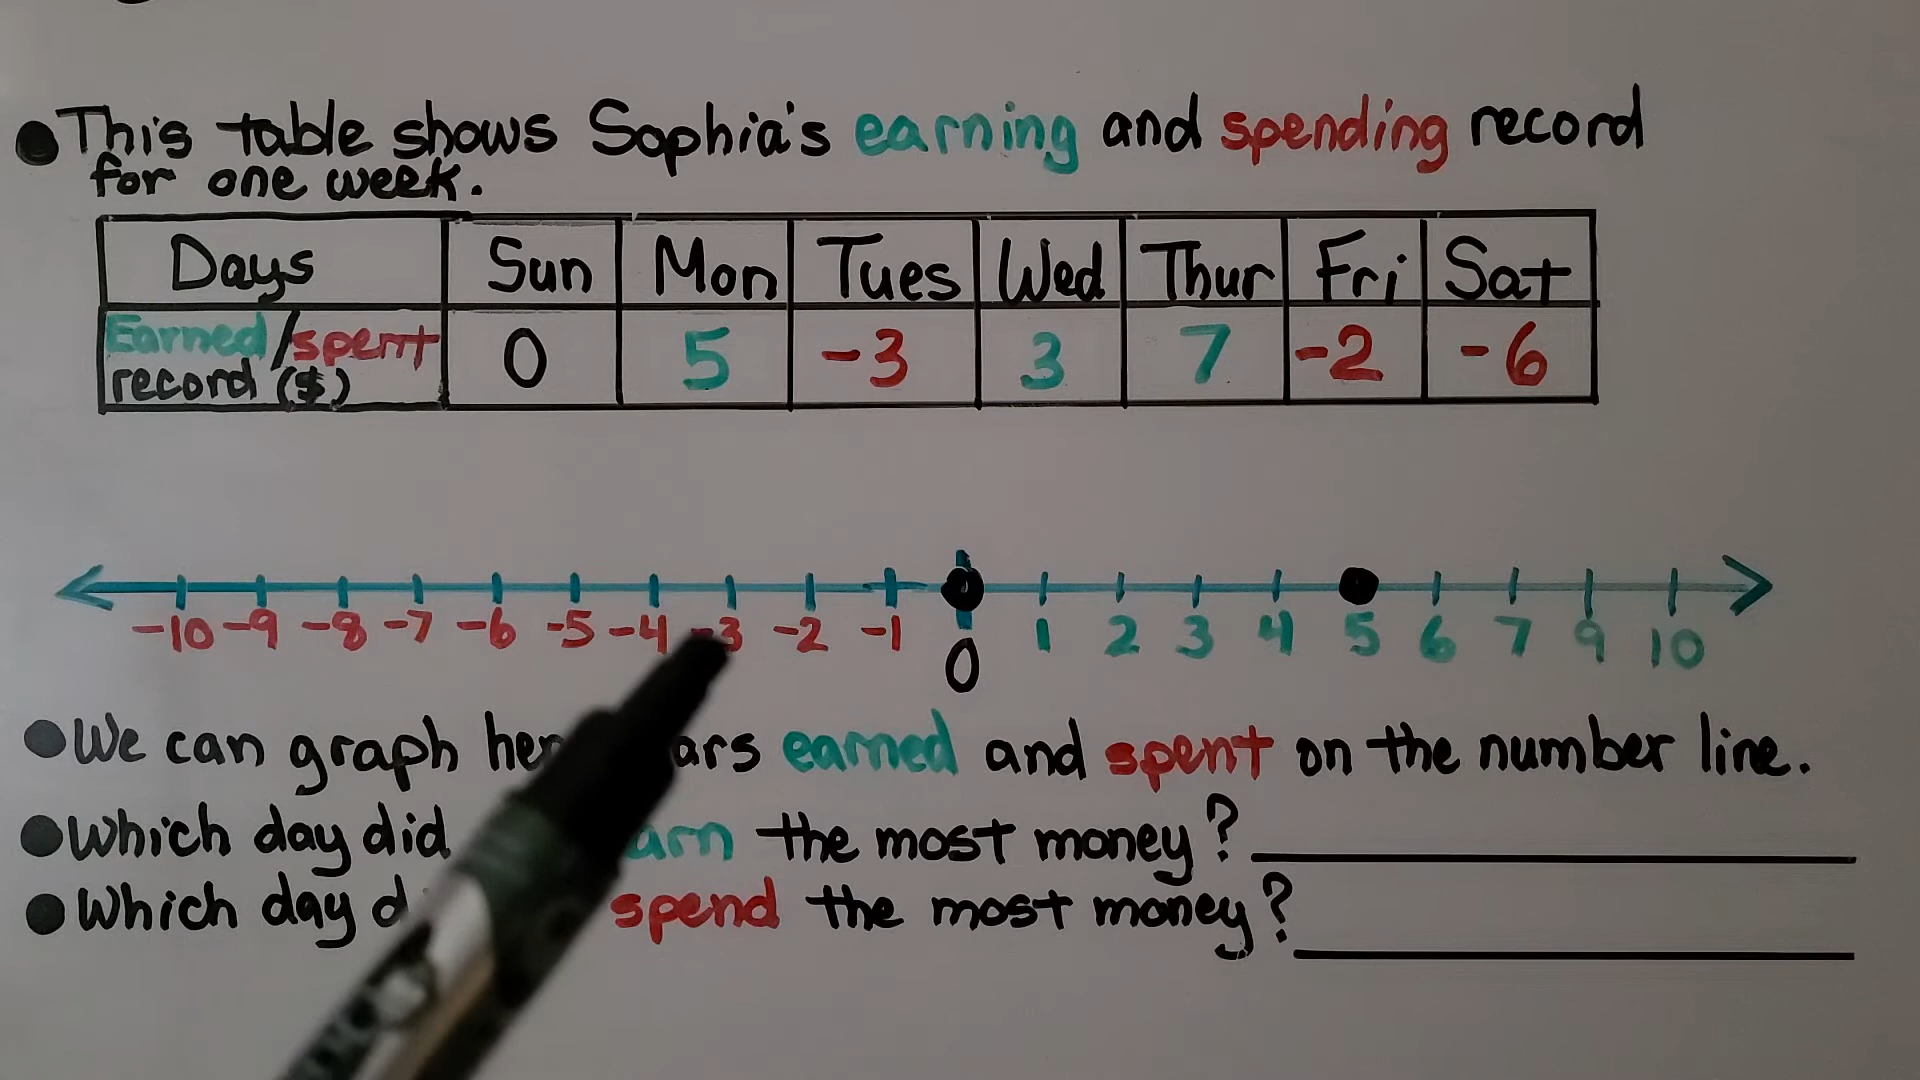 This table shows Sophia's earning and spending record
for one week.
Days Sun Mon Tues Wed Thur Fri Sat
Earned/spent
record ($) 0 5 -3 3 7 -2 -6
-10 -9 -8 -7 -6 -5 -4 -3 -2 -1 0 1 2 3 4 5 6 7 9 10
We can graph her earned and spent on the number line.
Which day did the most money?
Which day spend the most money?